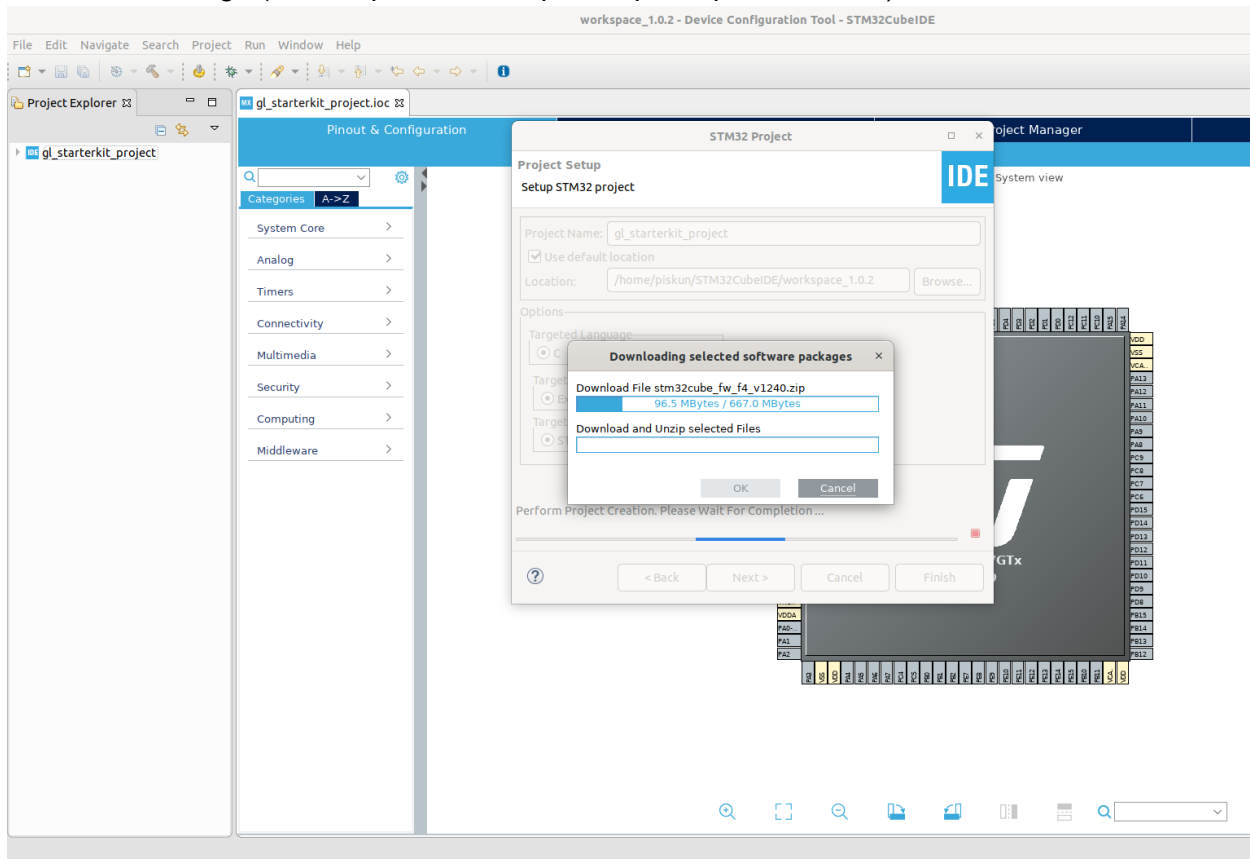 workspace_1.0.2 - Device Configuration Tool - STM32CubeIDE
File Edit Navigate Search Project Run Window Help
Project Explorer
gl_starterkit_project.ioc
gl_starterkit_project
Pinout & Configuration
roject Manager
System view
Categories A->Z
System Core
Analog
Timers
Connectivity
Multimedia
Security
Computing
Middleware
STM32 Project
Project Setup
Setup STM32 project
IDE
Project Name: gl_starterkit_project
Use default location
Location: /home/piskun/STM32CubeIDE/workspace_1.0.2 Browse...
Options
Targeted Language
C
Downloading selected software packages
Download File stm32cube_fw_f4_v1240.zip
96.5 MBytes / 667.0 MBytes
Download and Unzip selected Files
OK Cancel
Perform Project Creation. Please Wait For Completion ...
< Back Next > Cancel Finish
VDD
VSS
VCA..
PA13
PA12
PA11
PA10
PA9
PA8
PC9
PC8
PC7
PC6
PD15
PD14
PD13
PD12
PD11
PD10
PD9
PD8
PB15
PB14
PB13
PB12
VDDA
PA0-..
PA1
PA2